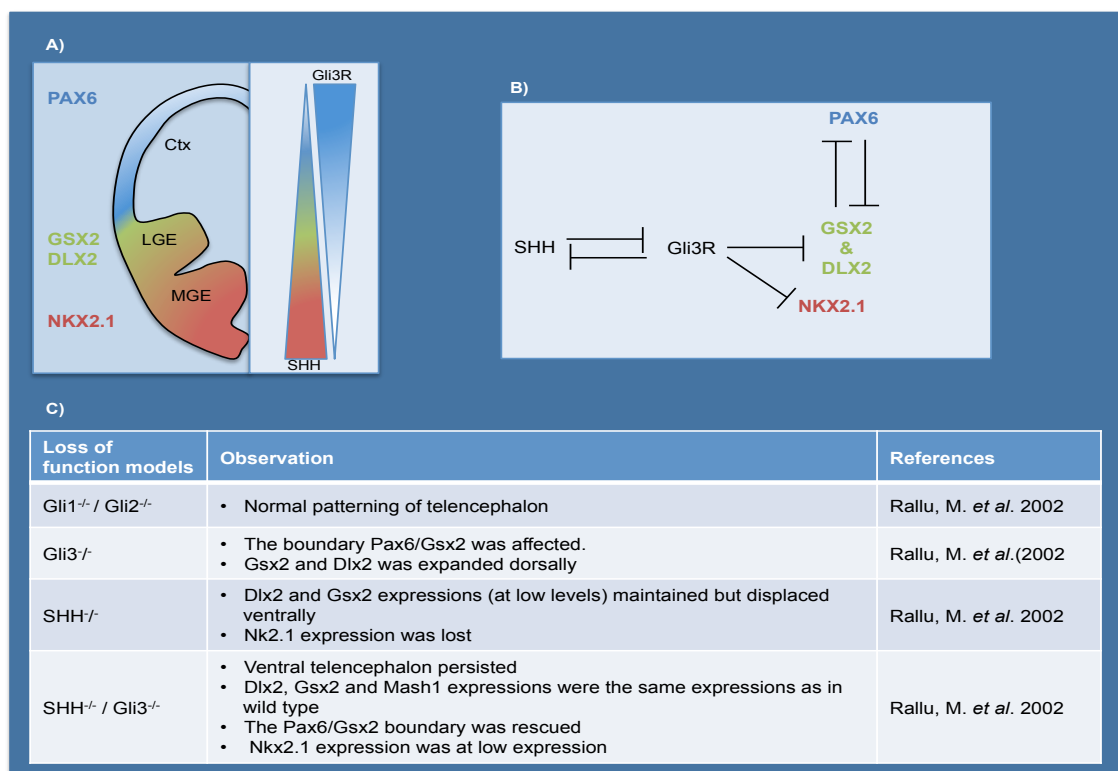 A)
PAX6
Ctx
GSX2
DLX2
LGE
MGE
NKX2.1
Gli3R
SHH
B)
PAX6
SHH
Gli3R
GSX2
&
DLX2
NKX2.1
C)
Loss of
function models
Observation
References
Gli1-/- / Gli2-/-
• Normal patterning of telencephalon
Rallu, M. et al. 2002
Gli3-/-
• The boundary Pax6/Gsx2 was affected.
• Gsx2 and Dlx2 was expanded dorsally
Rallu, M. et al.(2002
SHH-/-
• Dlx2 and Gsx2 expressions (at low levels) maintained but displaced
ventrally
• Nk2.1 expression was lost
Rallu, M. et al. 2002
SHH-/- / Gli3-/-
• Ventral telencephalon persisted
• Dlx2, Gsx2 and Mash1 expressions were the same expressions as in
wild type
• The Pax6/Gsx2 boundary was rescued
• Nkx2.1 expression was at low expression
Rallu, M. et al. 2002